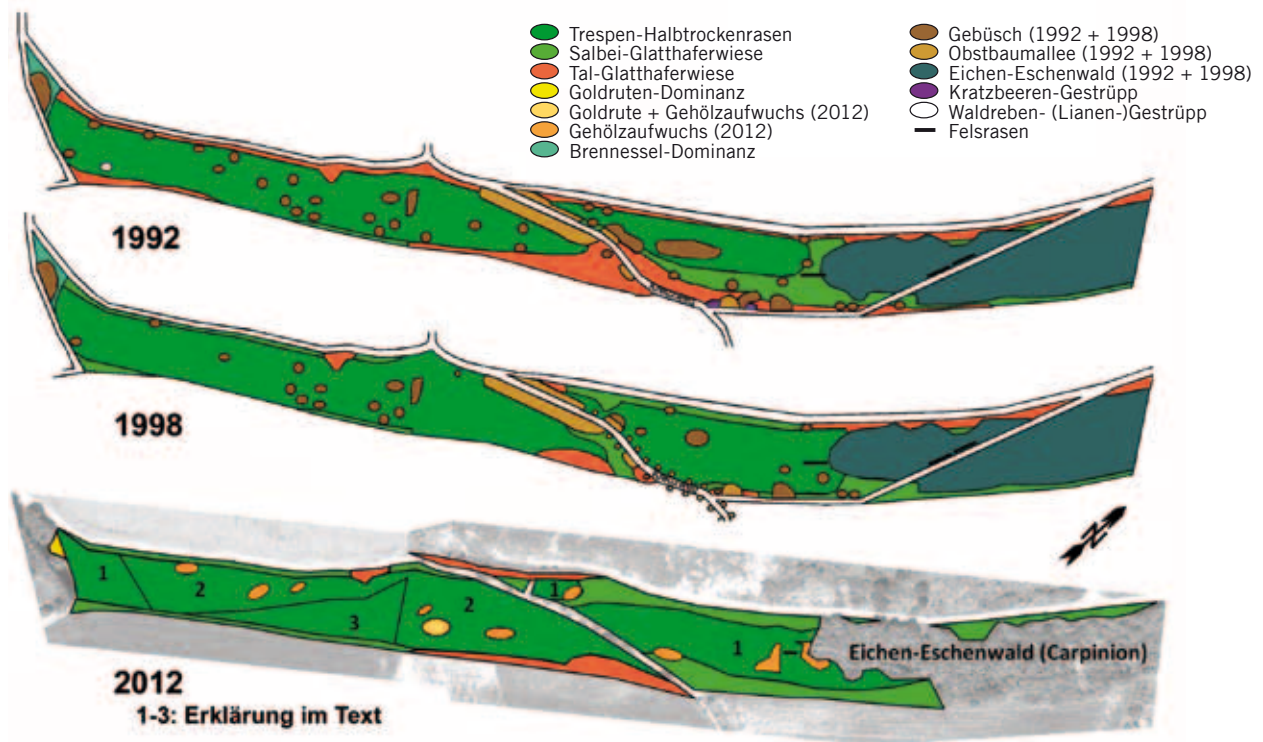 Trespen-Halbtrockenrasen
Salbei-Glatthaferwiese
Tal-Glatthaferwiese
Goldruten-Dominanz
Goldrute + Gehölzaufwuchs (2012)
Gehölzaufwuchs (2012)
Brennessel-Dominanz
Gebüsch (1992 + 1998)
Obstbaumallee (1992 + 1998)
Eichen-Eschenwald (1992 + 1998)
Kratzbeeren-Gestrüpp
Waldreben- (Lianen-)Gestrüpp
Felsrasen
1992
1998
N
1
2
3
2
1
1
Eichen-Eschenwald (Carpinion)
2012
1-3: Erklärung im Text